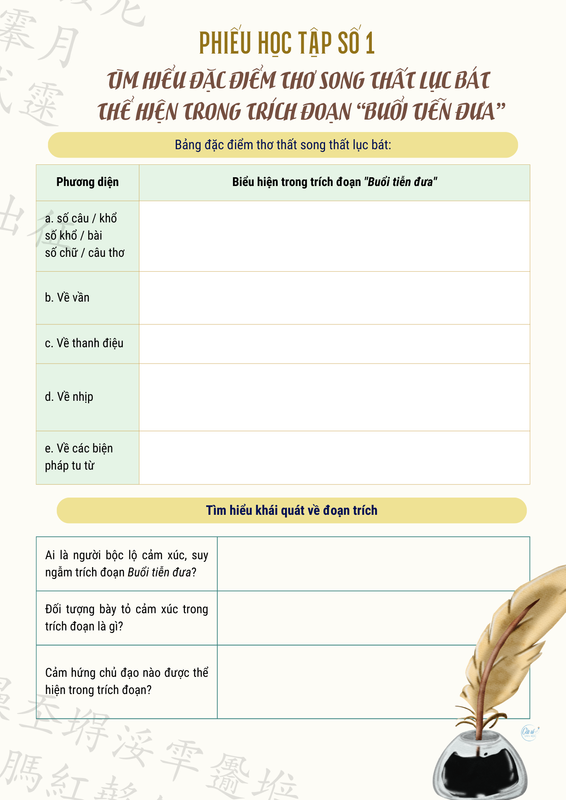 PHIẾU HỌC TẬP SỐ 1
TÌM HIỂU ĐẶC ĐIỂM THƠ SONG THẤT LỤC BÁT
THỂ HIỆN TRONG TRÍCH ĐOẠN “BUỔI TIỄN ĐƯA”
Bảng đặc điểm thơ thất song thất lục bát:
Phương diện
Biểu hiện trong trích đoạn "Buổi tiễn đưa"
a. số câu / khổ
số khổ / bài
số chữ / câu thơ
b. Về vần
c. Về thanh điệu
d. Về nhịp
e. Về các biện
pháp tu từ
Tìm hiểu khái quát về đoạn trích
Ai là người bộc lộ cảm xúc, suy
ngẫm trích đoạn Buổi tiễn đưa?
Đối tượng bày tỏ cảm xúc trong
trích đoạn là gì?
Cảm hứng chủ đạo nào được thể
hiện trong trích đoạn?